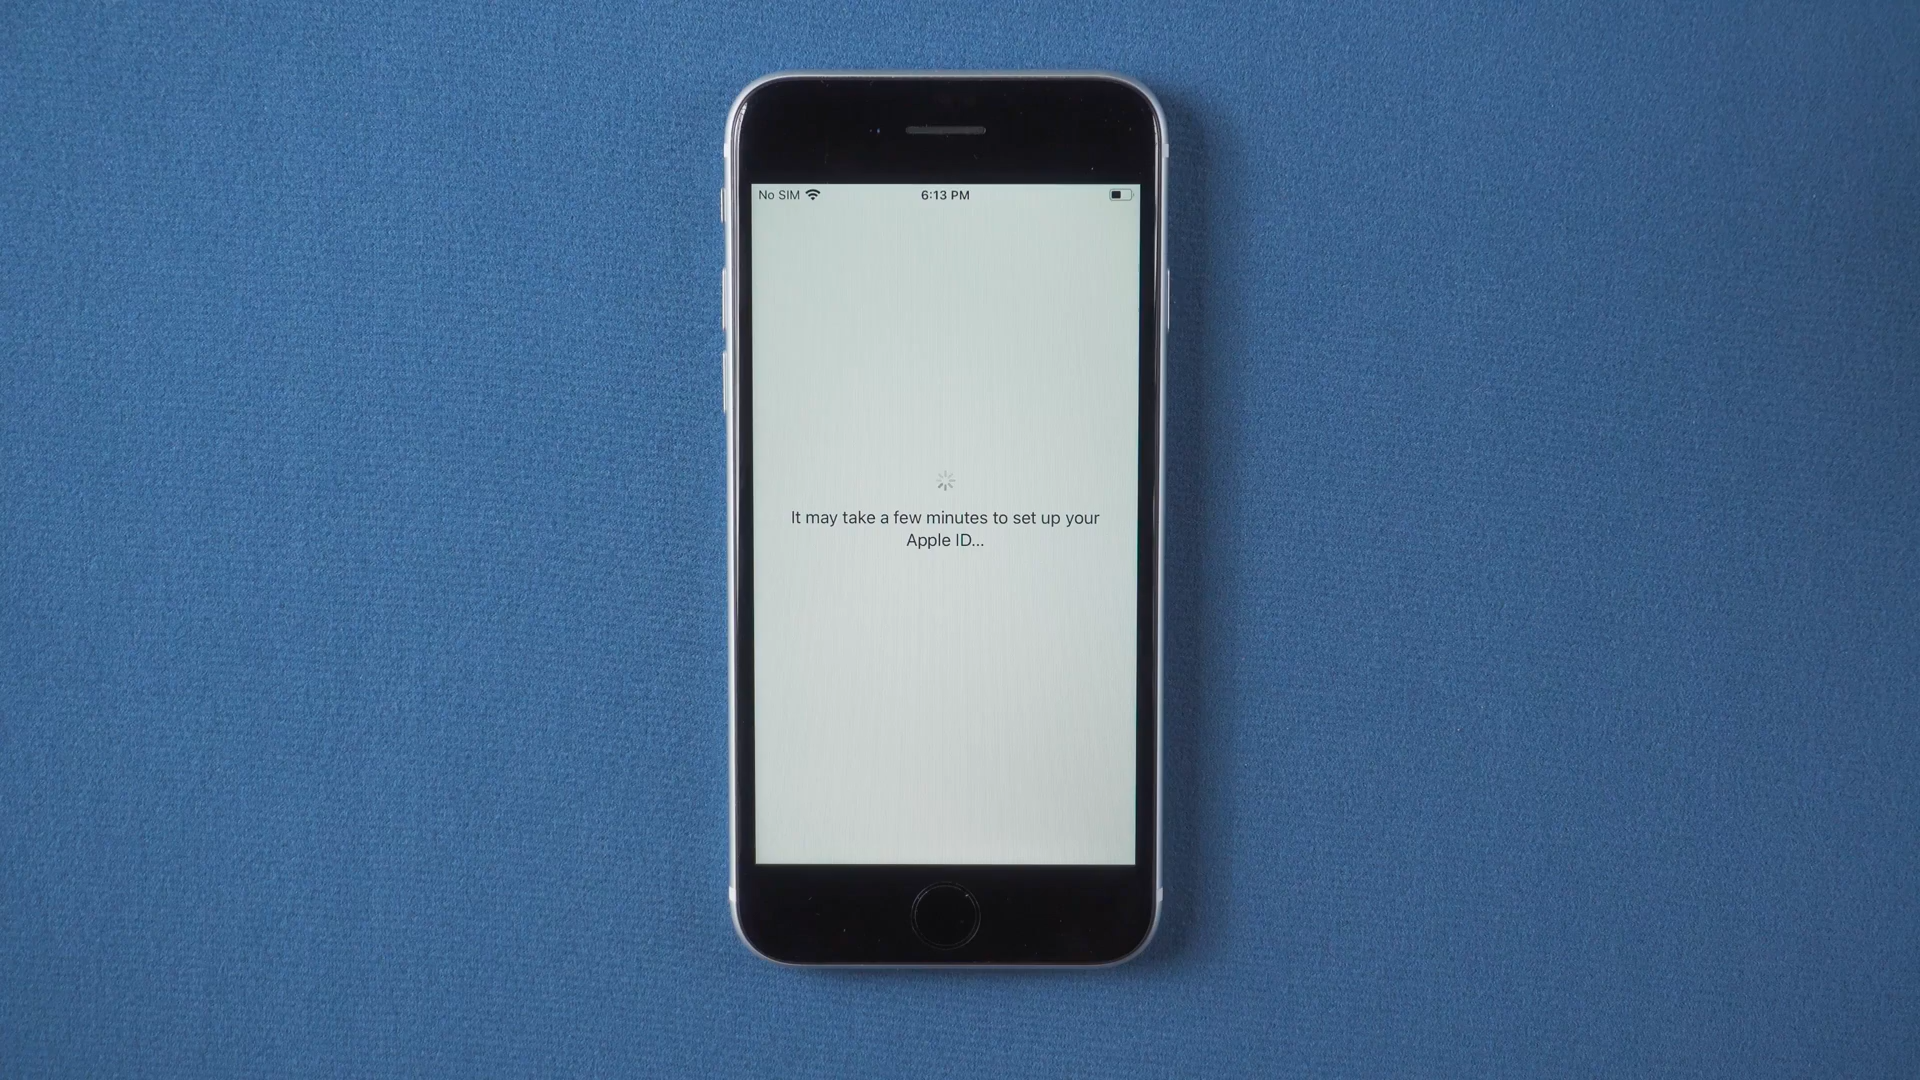 No SIM 6:13 PM
It may take a few minutes to set up your
Apple ID...